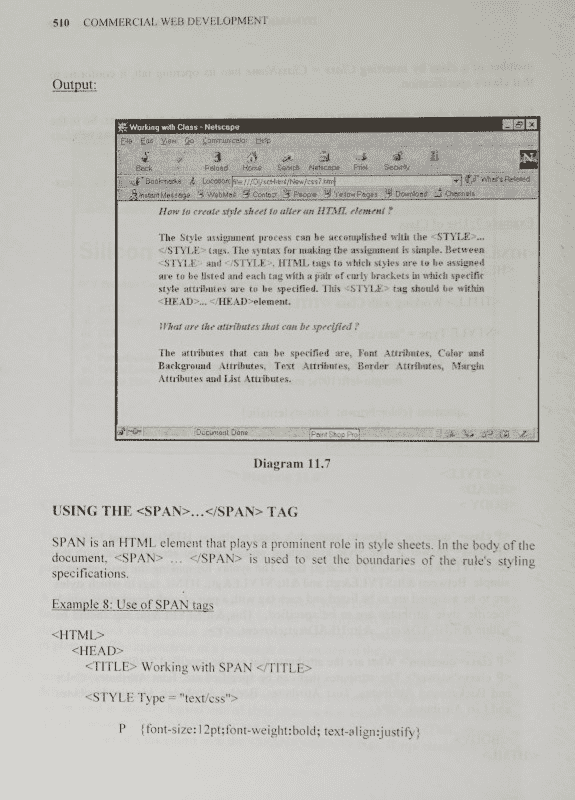 510 COMMERCIAL WEB DEVELOPMENT
Output:
Working with Class - Netscape
File Edit View Go Communicator Help
Back Reload Home Search Netscape Print Security
Bookmarks Location: What's Related
Instant Message WebMail Contact People Yellow Pages Download Channels
How to create style sheet to alter an HTML element ?
The Style assignment process can be accomplished with the <STYLE>...
</STYLE> tags. The syntax for making the assignment is simple. Between
<STYLE> and </STYLE>, HTML tags to which styles are to be assigned
are to be listed and each tag with a pair of curly brackets in which specific
style attributes are to be specified. This <STYLE> tag should be within
<HEAD>... </HEAD>element.
What are the attributes that can be specified ?
The attributes that can be specified are, Font Attributes, Color and
Background Attributes, Text Attributes, Border Attributes, Margin
Attributes and List Attributes.
Document Done Paint Shop Pro
Diagram 11.7
USING THE <SPAN>...</SPAN> TAG
SPAN is an HTML element that plays a prominent role in style sheets. In the body of the
document, <SPAN> ... </SPAN> is used to set the boundaries of the rule's styling
specifications.
Example 8: Use of SPAN tags
<HTML>
<HEAD>
<TITLE> Working with SPAN </TITLE>
<STYLE Type = "text/css">
P {font-size:12pt;font-weight:bold; text-align:justify}